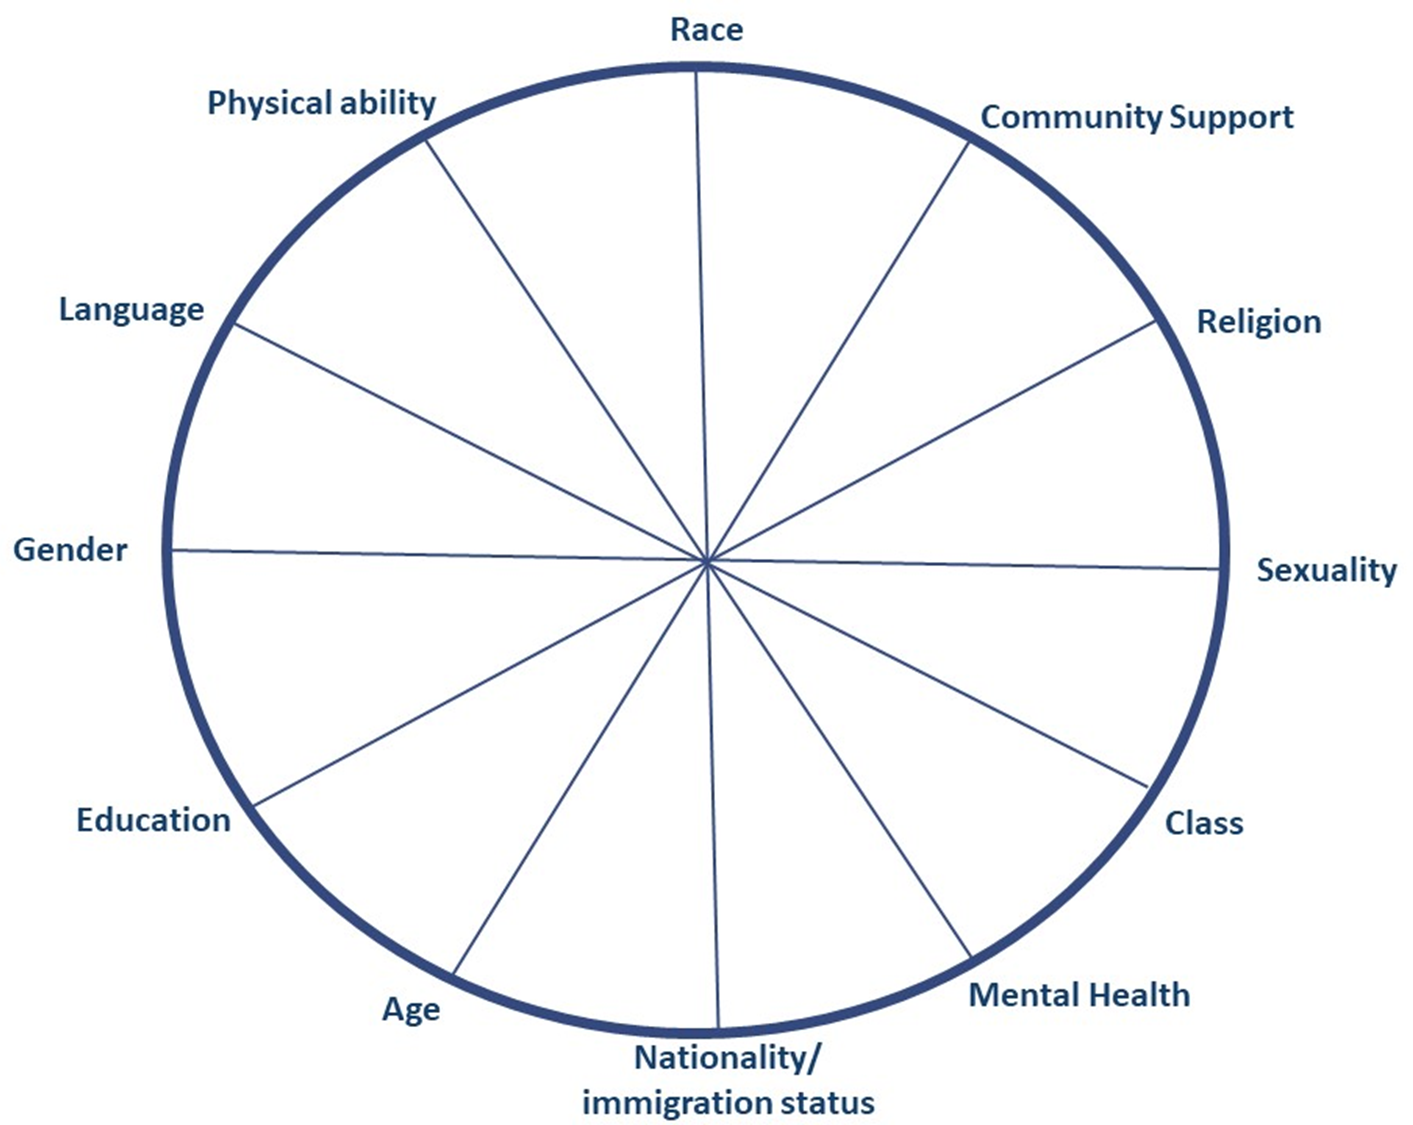 Race
Physical ability
Community Support
Language
Religion
Gender
Sexuality
Education
Class
Age
Mental Health
Nationality/
immigration status